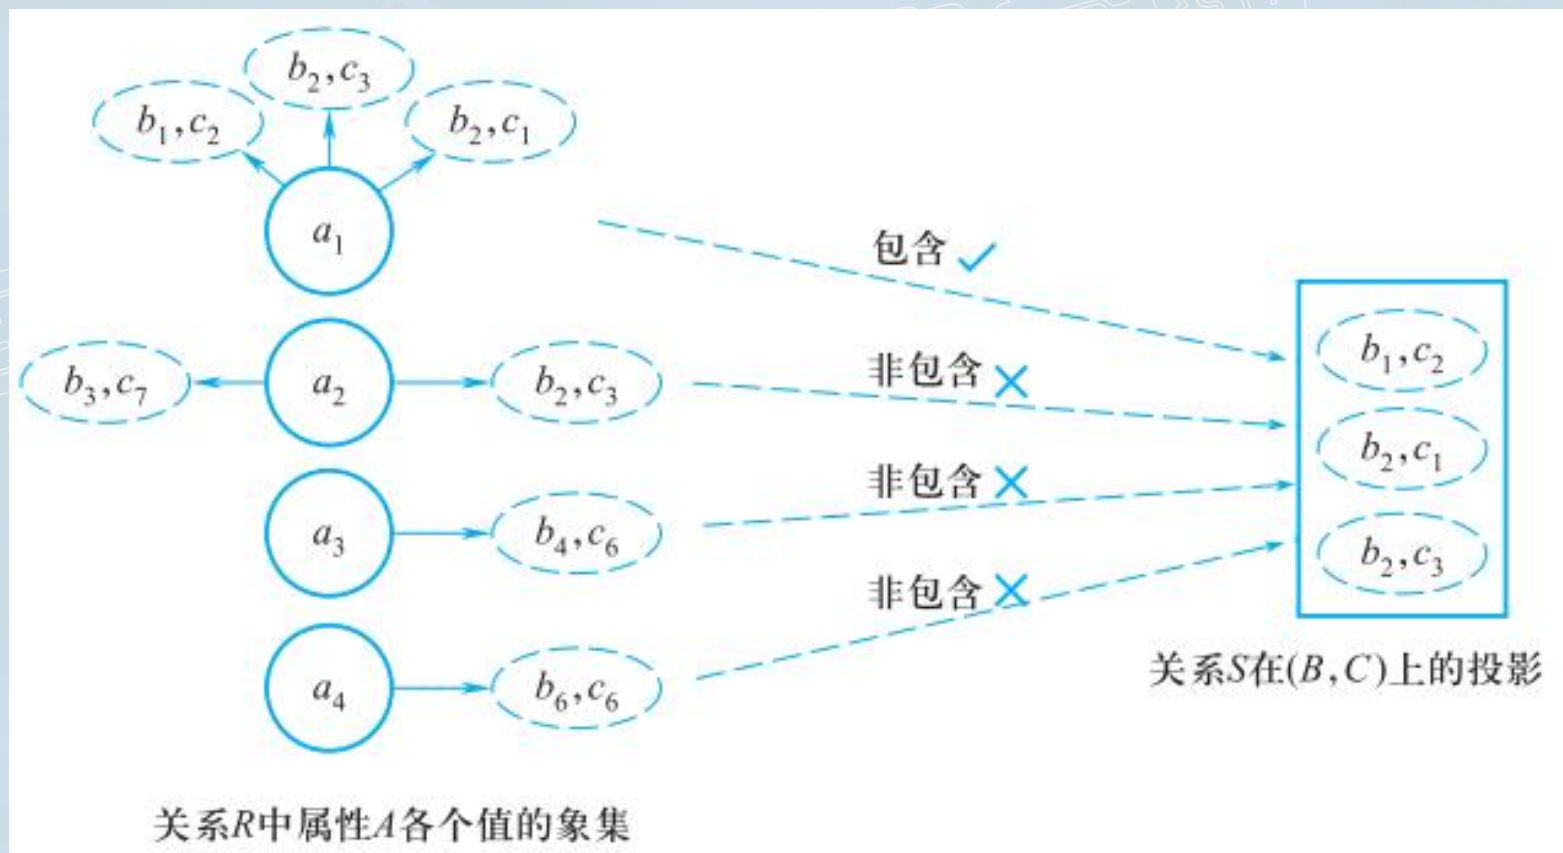 b₂,c₃
b₁,c₂
b₂,c₁
a₁
包含 ✓
b₁,c₂
非包含 ×
b₃,c₇
a₂
b₂,c₃
b₂,c₁
非包含 ×
a₃
b₄,c₆
b₂,c₃
非包含 ×
a₄
b₆,c₆
关系S在(B,C)上的投影
关系R中属性A各个值的象集